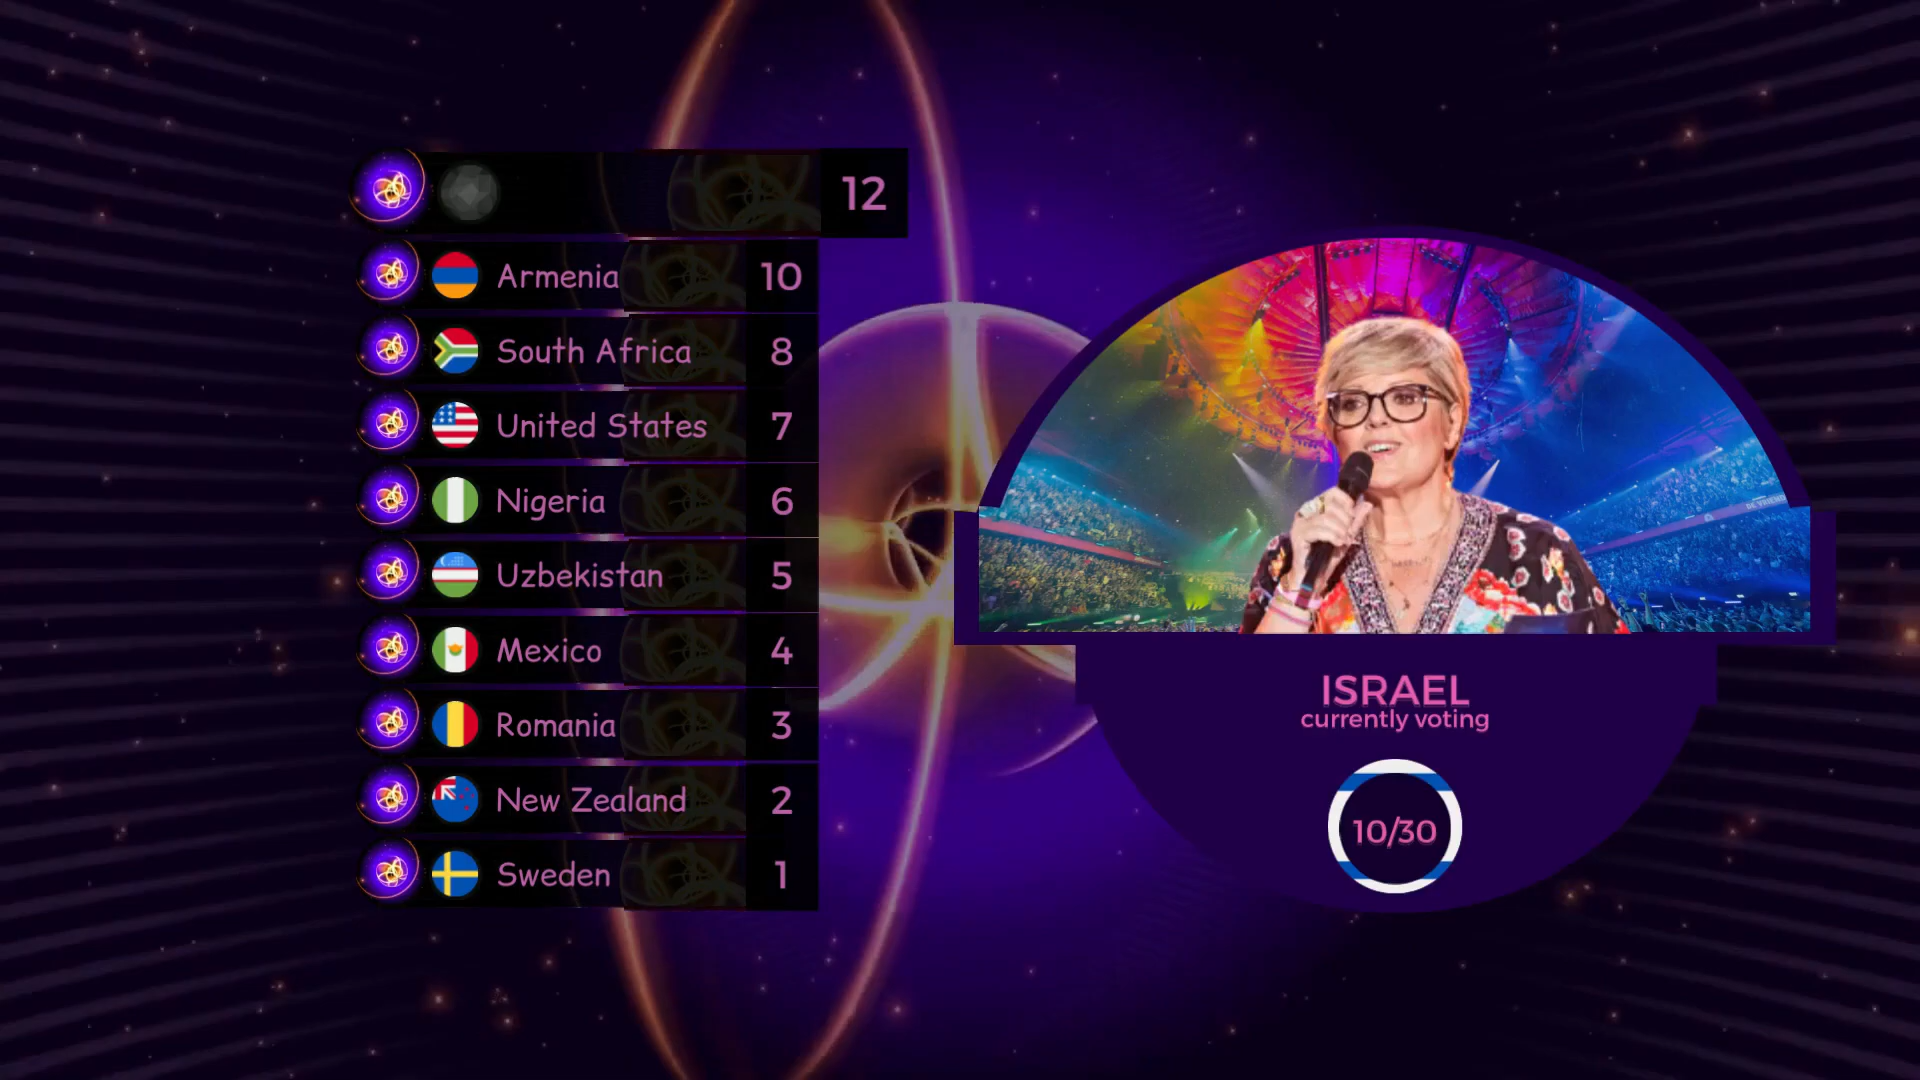 12
Armenia 10
South Africa 8
United States 7
Nigeria 6
Uzbekistan 5
Mexico 4
Romania 3
New Zealand 2
Sweden 1
ISRAEL
currently voting
10/30